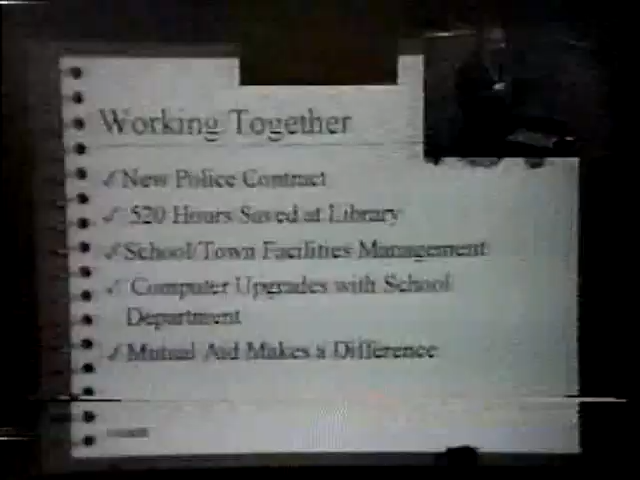 Working Together
✓ New Police Contract
✓ 520 Hours Saved at Library
✓ School/Town Facilities Management
✓ Computer Upgrades with School
Department
✓ Mutual Aid Makes a Difference